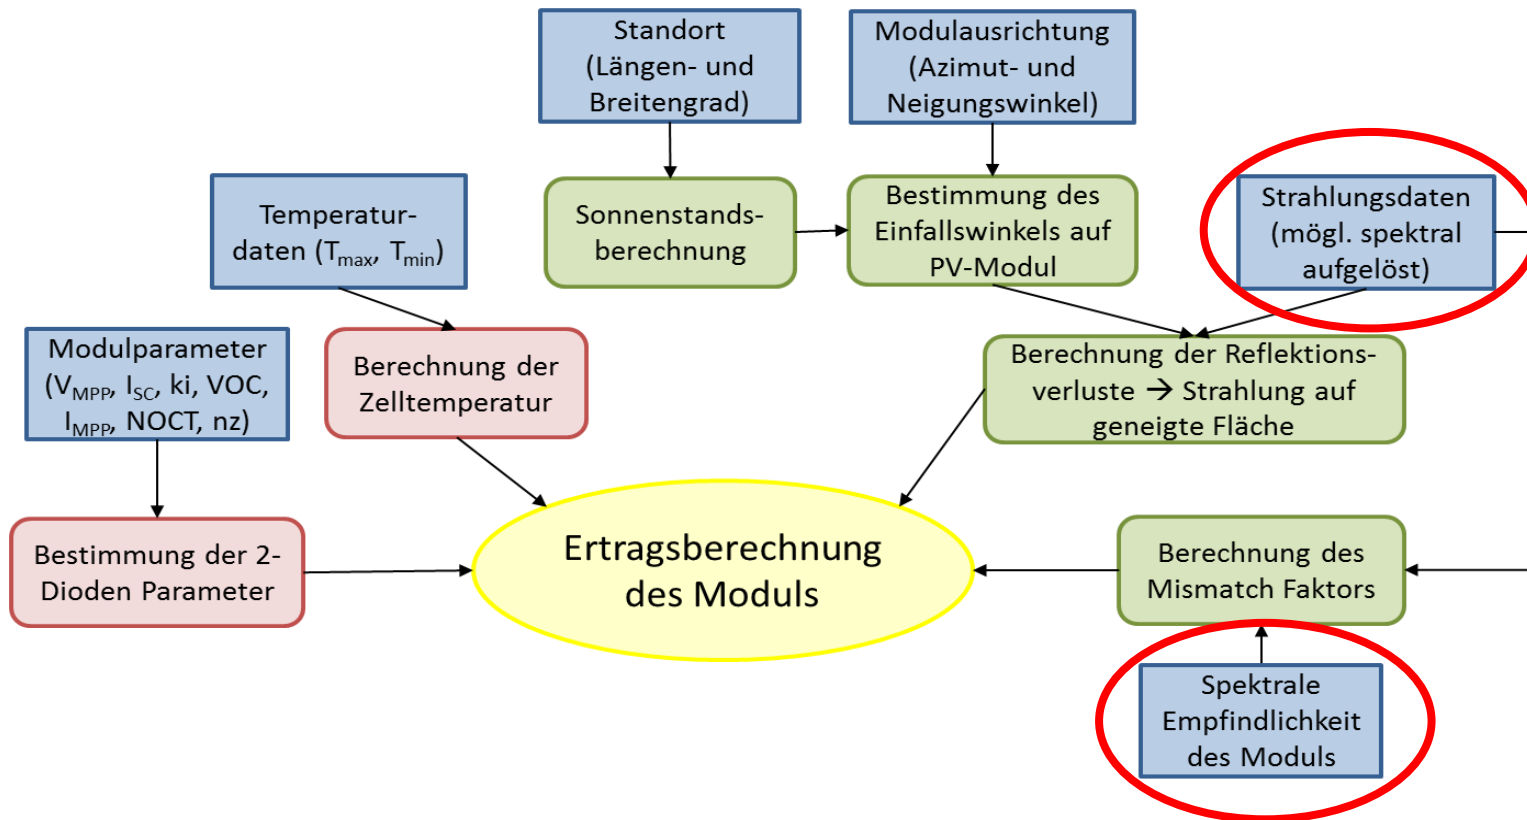 Standort
(Längen- und
Breitengrad)
Modulausrichtung
(Azimut- und
Neigungswinkel)
Temperatur-
daten (Tmax, Tmin)
Sonnenstands-
berechnung
Bestimmung des
Einfallswinkels auf
PV-Modul
Strahlungsdaten
(mögl. spektral
aufgelöst)
Modulparameter
(VMPP, ISC, ki, VOC,
IMPP, NOCT, nz)
Berechnung der
Zelltemperatur
Berechnung der Reflektions-
verluste → Strahlung auf
geneigte Fläche
Bestimmung der 2-
Dioden Parameter
Ertragsberechnung
des Moduls
Berechnung des
Mismatch Faktors
Spektrale
Empfindlichkeit
des Moduls